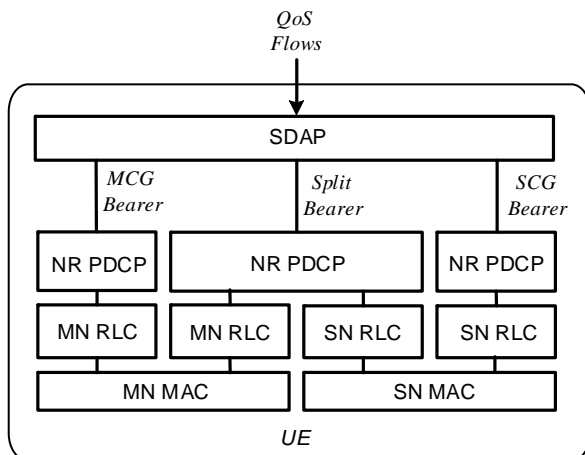 QoS
Flows
SDAP
MCG
Bearer
Split
Bearer
SCG
Bearer
NR PDCP
NR PDCP
NR PDCP
MN RLC
MN RLC
SN RLC
SN RLC
MN MAC
SN MAC
UE